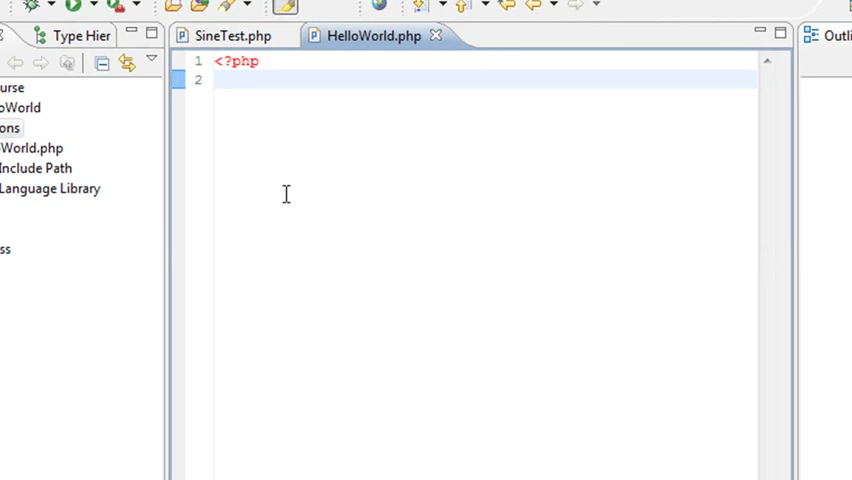 Type Hier
SineTest.php
HelloWorld.php
Outli
urse
oWorld
ons
oWorld.php
Include Path
Language Library
ss
1 <?php
2